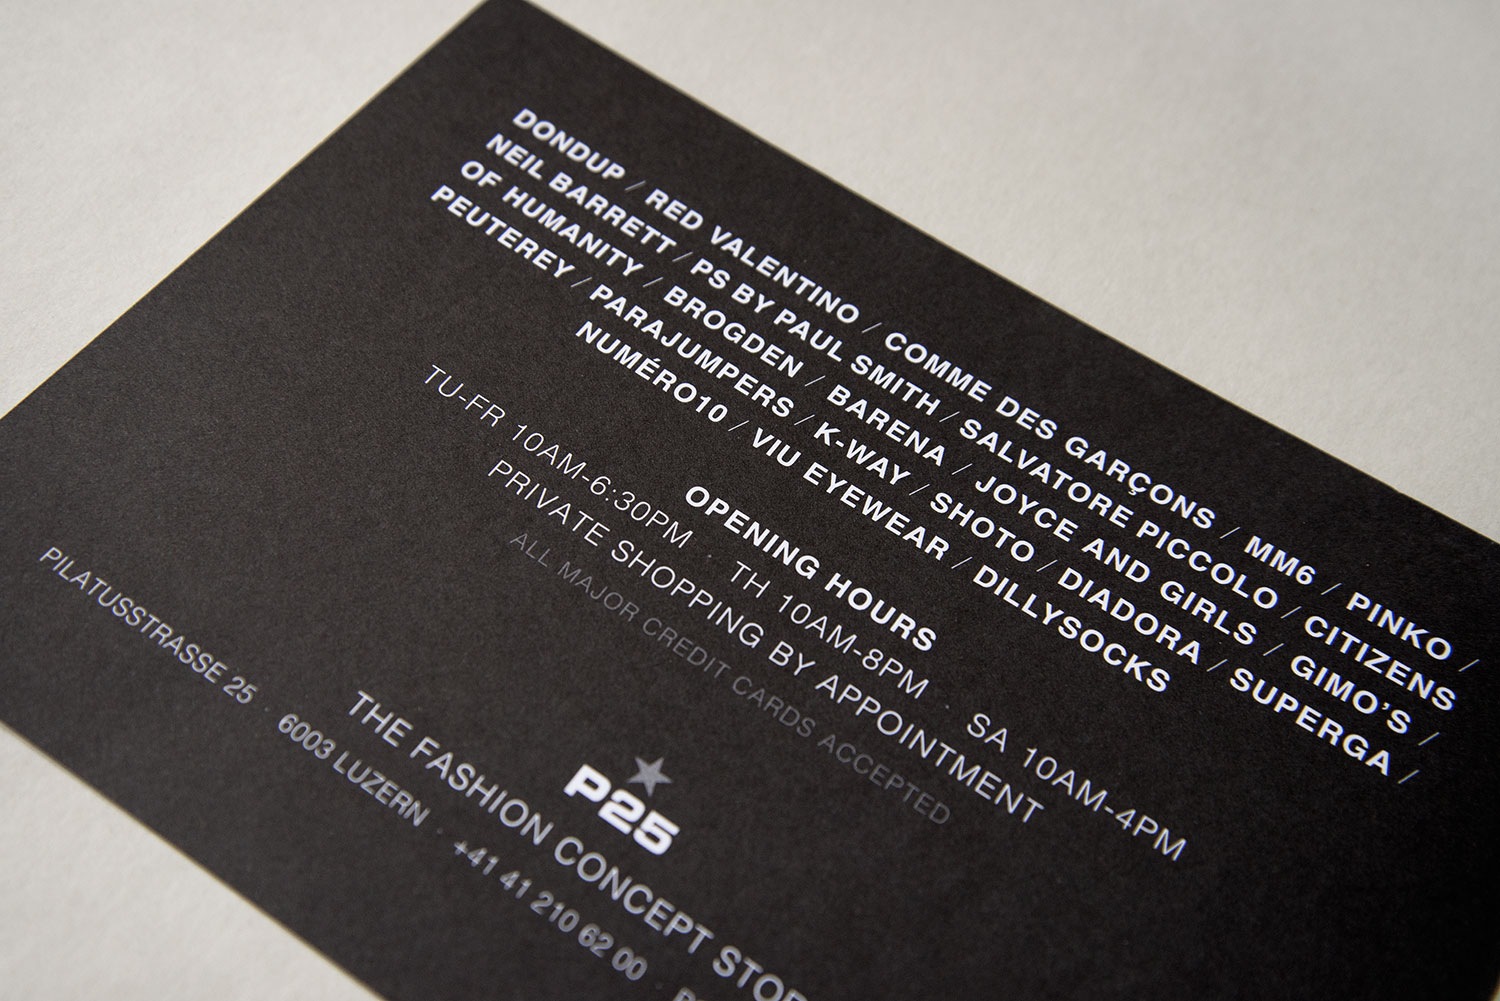 DONDUP / RED VALENTINO / COMME DES GARÇONS / MM6 / PINKO /
NEIL BARRETT / PS BY PAUL SMITH / SALVATORE PICCOLO / CITIZENS
OF HUMANITY / BROGDEN / BARENA / JOYCE AND GIRLS / GIMO'S /
PEUTEREY / PARAJUMPERS / K-WAY / SHOTO / DIADORA / SUPERGA /
NUMÉRO10 / VIU EYEWEAR / DILLYSOCKS
OPENING HOURS
TU-FR 10AM-6:30PM · TH 10AM-8PM · SA 10AM-4PM
PRIVATE SHOPPING BY APPOINTMENT
ALL MAJOR CREDIT CARDS ACCEPTED
P25
THE FASHION CONCEPT STOR
PILATUSSTRASSE 25 · 6003 LUZERN · +41 41 210 62 00